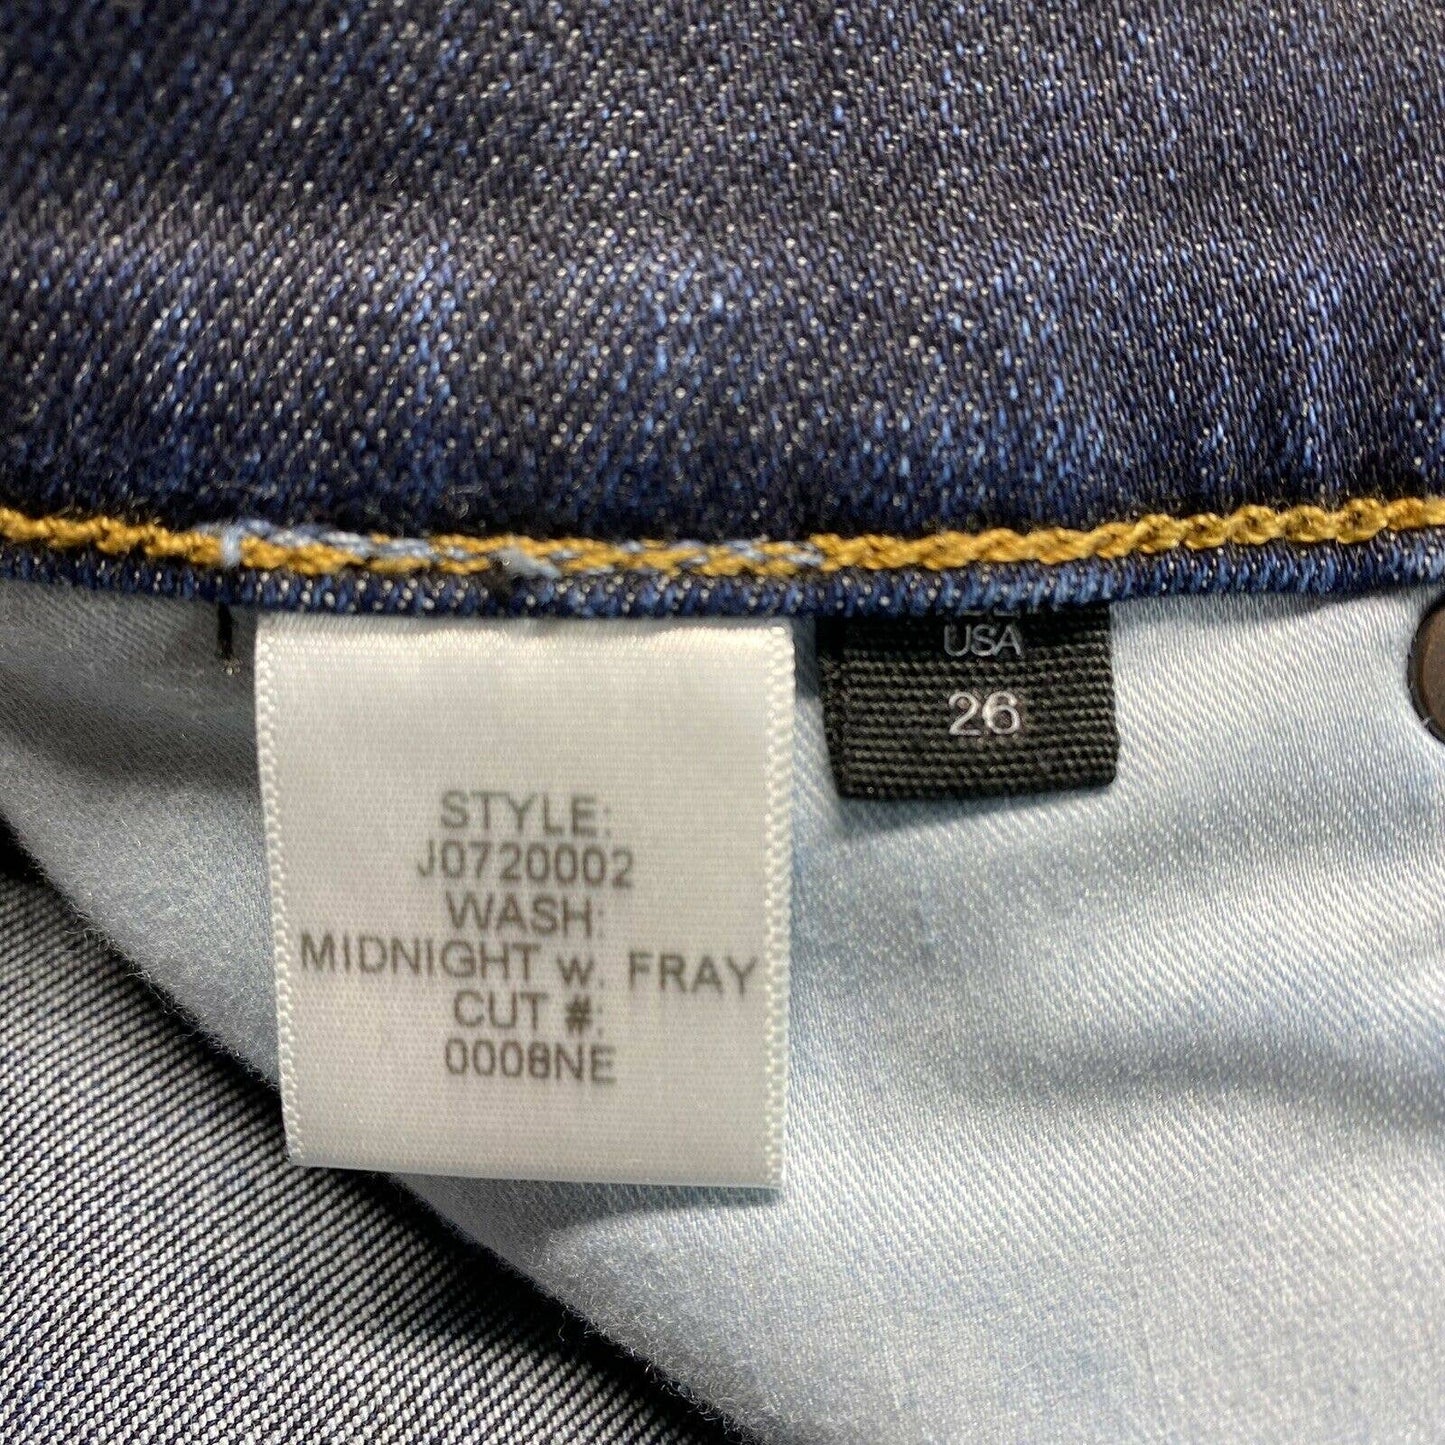 STYLE:
J0720002
WASH:
MIDNIGHT w. FRAY
CUT #:
0008NE
USA
26